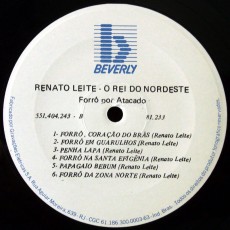 BEVERLY
RENATO LEITE - O REI DO NORDESTE
Forró por Atacado
331.404.243 - B
81.233
1- FORRÓ, CORAÇÃO DO BRÁS (Renato Leite)
2- FORRÓ EM GUARULHOS (Renato Leite)
3- PENHA LAPA (Renato Leite)
4- FORRÓ NA SANTA EFIGÊNIA (Renato Leite)
5- PAPAGAIO REBOM (Renato Leite)
6- FORRÓ DA ZONA NORTE (Renato Leite)